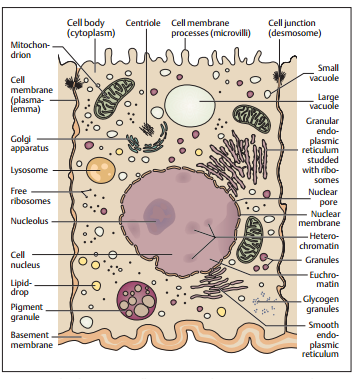 Cell body
(cytoplasm)
Centriole
Cell membrane
processes (microvilli)
Cell junction
(desmosome)
Mitochon-
drion
Cell
membrane
(plasma-
lemma)
Golgi
apparatus
Lysosome
Free
ribosomes
Nucleolus
Cell
nucleus
Lipid-
drop
Pigment
granule
Basement
membrane
Small
vacuole
Large
vacuole
Granular
endo-
plasmic
reticulum
studded
with ribo-
somes
Nuclear
pore
Nuclear
membrane
Hetero-
chromatin
Granules
Euchro-
matin
Glycogen
granules
Smooth
endo-
plasmic
reticulum